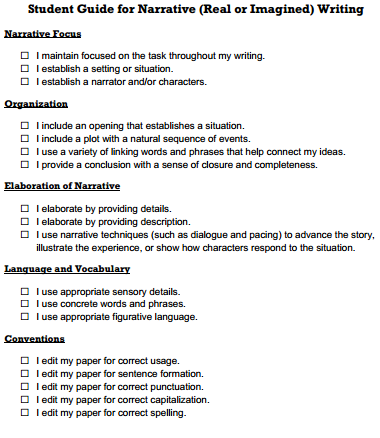 Student Guide for Narrative (Real or Imagined) Writing
Narrative Focus
☐ I maintain focused on the task throughout my writing.
☐ I establish a setting or situation.
☐ I establish a narrator and/or characters.
Organization
☐ I include an opening that establishes a situation.
☐ I include a plot with a natural sequence of events.
☐ I use a variety of linking words and phrases that help connect my ideas.
☐ I provide a conclusion with a sense of closure and completeness.
Elaboration of Narrative
☐ I elaborate by providing details.
☐ I elaborate by providing description.
☐ I use narrative techniques (such as dialogue and pacing) to advance the story,
illustrate the experience, or show how characters respond to the situation.
Language and Vocabulary
☐ I use appropriate sensory details.
☐ I use concrete words and phrases.
☐ I use appropriate figurative language.
Conventions
☐ I edit my paper for correct usage.
☐ I edit my paper for sentence formation.
☐ I edit my paper for correct punctuation.
☐ I edit my paper for correct capitalization.
☐ I edit my paper for correct spelling.